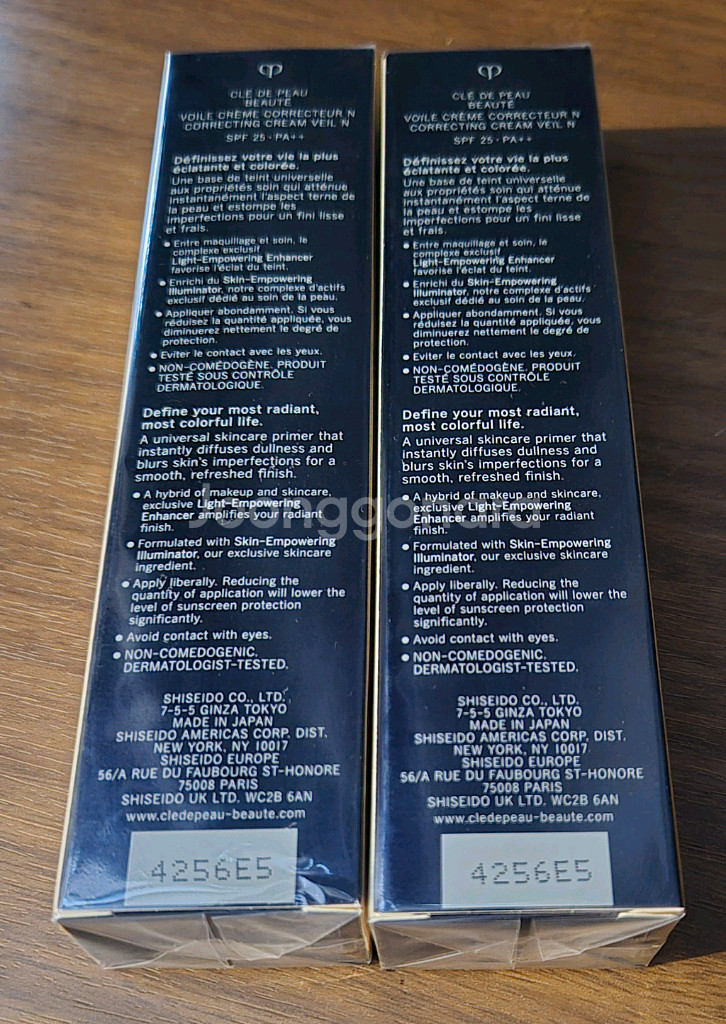 CLĒ DE PEAU
BEAUTÉ
VOILE CRÈME CORRECTEUR N
CORRECTING CREAM VEIL N
SPF 25・PA++
Définissez votre vie la plus
éclatante et colorée.
Une base de teint universelle
aux propriétés soin qui atténue
instantanément l'aspect terne de
la peau et estompe les
imperfections pour un fini lisse
et frais.
• Entre maquillage et soin, le
complexe exclusif
Light-Empowering Enhancer
favorise l'éclat du teint.
• Enrichi du Skin-Empowering
Illuminator, notre complexe d'actifs
exclusif dédié au soin de la peau.
• Appliquer abondamment. Si vous
réduisez la quantité appliquée, vous
diminuerez nettement le degré de
protection.
• Eviter le contact avec les yeux.
• NON-COMÉDOGÈNE. PRODUIT
TESTÉ SOUS CONTRÔLE
DERMATOLOGIQUE.
Define your most radiant,
most colorful life.
A universal skincare primer that
instantly diffuses dullness and
blurs skin's imperfections for a
smooth, refreshed finish.
• A hybrid of makeup and skincare,
exclusive Light-Empowering
Enhancer amplifies your radiant
finish.
• Formulated with Skin-Empowering
Illuminator, our exclusive skincare
ingredient.
• Apply liberally. Reducing the
quantity of application will lower the
level of sunscreen protection
significantly.
• Avoid contact with eyes.
• NON-COMEDOGENIC.
DERMATOLOGIST-TESTED.
SHISEIDO CO., LTD.
7-5-5 GINZA TOKYO
MADE IN JAPAN
SHISEIDO AMERICAS CORP. DIST.
NEW YORK, NY 10017
SHISEIDO EUROPE
56/A RUE DU FAUBOURG ST-HONORE
75008 PARIS
SHISEIDO UK LTD. WC2B 6AN
www.cledepeau-beaute.com
4256E5
CLĒ DE PEAU
BEAUTÉ
VOILE CRÈME CORRECTEUR N
CORRECTING CREAM VEIL N
SPF 25・PA++
Définissez votre vie la plus
éclatante et colorée.
Une base de teint universelle
aux propriétés soin qui atténue
instantanément l'aspect terne de
la peau et estompe les
imperfections pour un fini lisse
et frais.
• Entre maquillage et soin, le
complexe exclusif
Light-Empowering Enhancer
favorise l'éclat du teint.
• Enrichi du Skin-Empowering
Illuminator, notre complexe d'actifs
exclusif dédié au soin de la peau.
• Appliquer abondamment. Si vous
réduisez la quantité appliquée, vous
diminuerez nettement le degré de
protection.
• Eviter le contact avec les yeux.
• NON-COMÉDOGÈNE. PRODUIT
TESTÉ SOUS CONTRÔLE
DERMATOLOGIQUE.
Define your most radiant,
most colorful life.
A universal skincare primer that
instantly diffuses dullness and
blurs skin's imperfections for a
smooth, refreshed finish.
• A hybrid of makeup and skincare,
exclusive Light-Empowering
Enhancer amplifies your radiant
finish.
• Formulated with Skin-Empowering
Illuminator, our exclusive skincare
ingredient.
• Apply liberally. Reducing the
quantity of application will lower the
level of sunscreen protection
significantly.
• Avoid contact with eyes.
• NON-COMEDOGENIC.
DERMATOLOGIST-TESTED.
SHISEIDO CO., LTD.
7-5-5 GINZA TOKYO
MADE IN JAPAN
SHISEIDO AMERICAS CORP. DIST.
NEW YORK, NY 10017
SHISEIDO EUROPE
56/A RUE DU FAUBOURG ST-HONORE
75008 PARIS
SHISEIDO UK LTD. WC2B 6AN
www.cledepeau-beaute.com
4256E5